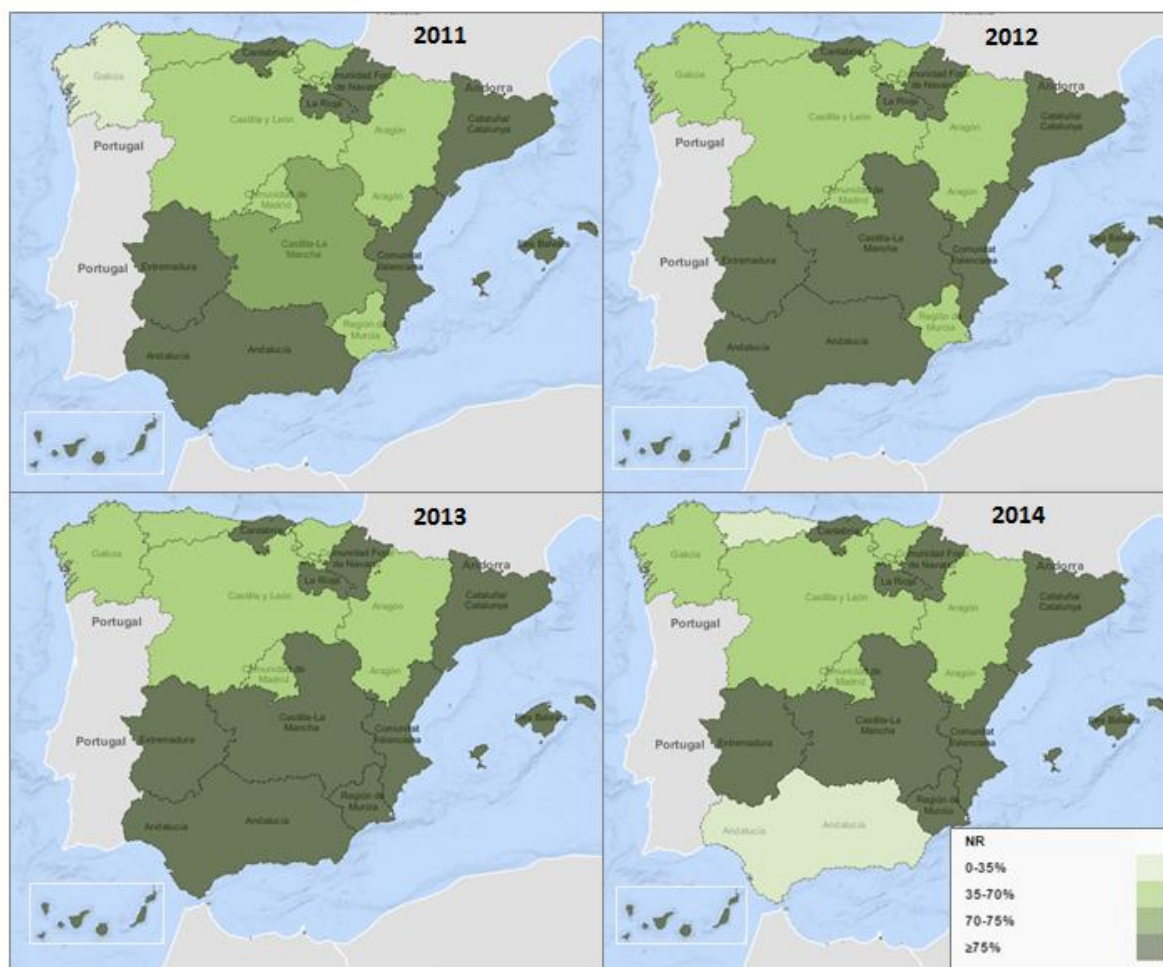 2011
Galicia
Cantabria
Comunidad Foral
de Navarra
La Rioja
Andorra
Cataluña/
Catalunya
Castilla y León
Aragón
Portugal
Comunidad de
Madrid
Aragón
Castilla-La
Mancha
Illes Balears
Portugal
Extremadura
Comunitat
Valenciana
Región de
Murcia
Andalucía
Andalucía
2012
Galicia
Cantabria
Comunidad Foral
de Navarra
La Rioja
Andorra
Cataluña/
Catalunya
Castilla y León
Aragón
Portugal
Comunidad de
Madrid
Aragón
Castilla-La
Mancha
Illes Balears
Portugal
Extremadura
Comunitat
Valenciana
Región de
Murcia
Andalucía
Andalucía
2013
Galicia
Cantabria
Comunidad Foral
de Navarra
La Rioja
Andorra
Cataluña/
Catalunya
Castilla y León
Aragón
Portugal
Comunidad de
Madrid
Aragón
Castilla-La
Mancha
Illes Balears
Portugal
Extremadura
Comunitat
Valenciana
Región de
Murcia
Andalucía
Andalucía
2014
Galicia
Cantabria
Comunidad Foral
de Navarra
La Rioja
Andorra
Cataluña/
Catalunya
Castilla y León
Aragón
Portugal
Comunidad de
Madrid
Aragón
Castilla-La
Mancha
Illes Balears
Portugal
Extremadura
Comunitat
Valenciana
Región de
Murcia
Andalucía
Andalucía
NR
0-35%
35-70%
70-75%
≥75%